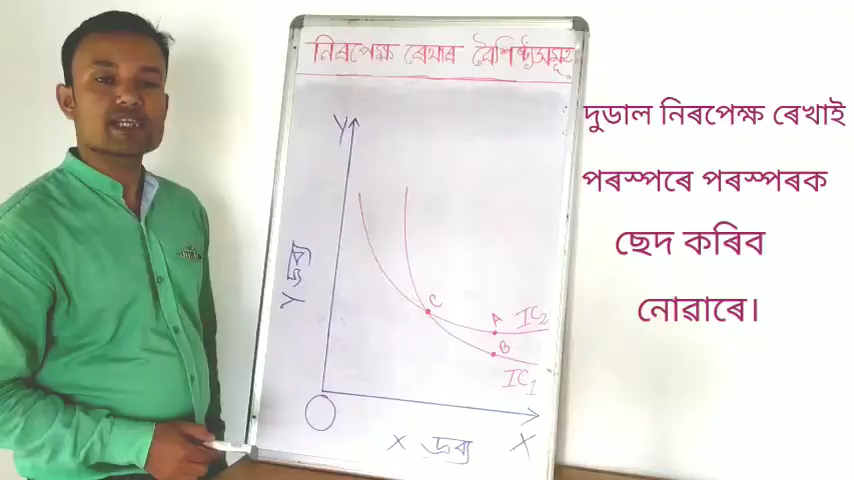 নিৰপেক্ষ ৰেখাৰ বৈশিষ্ট্যসমূহ
দুডাল নিৰপেক্ষ ৰেখাই
পৰস্পৰে পৰস্পৰক
ছেদ কৰিব
নোৱাৰে।
Y
Y দ্ৰব্য
C
A
IC2
B
IC1
O
X দ্ৰব্য
X